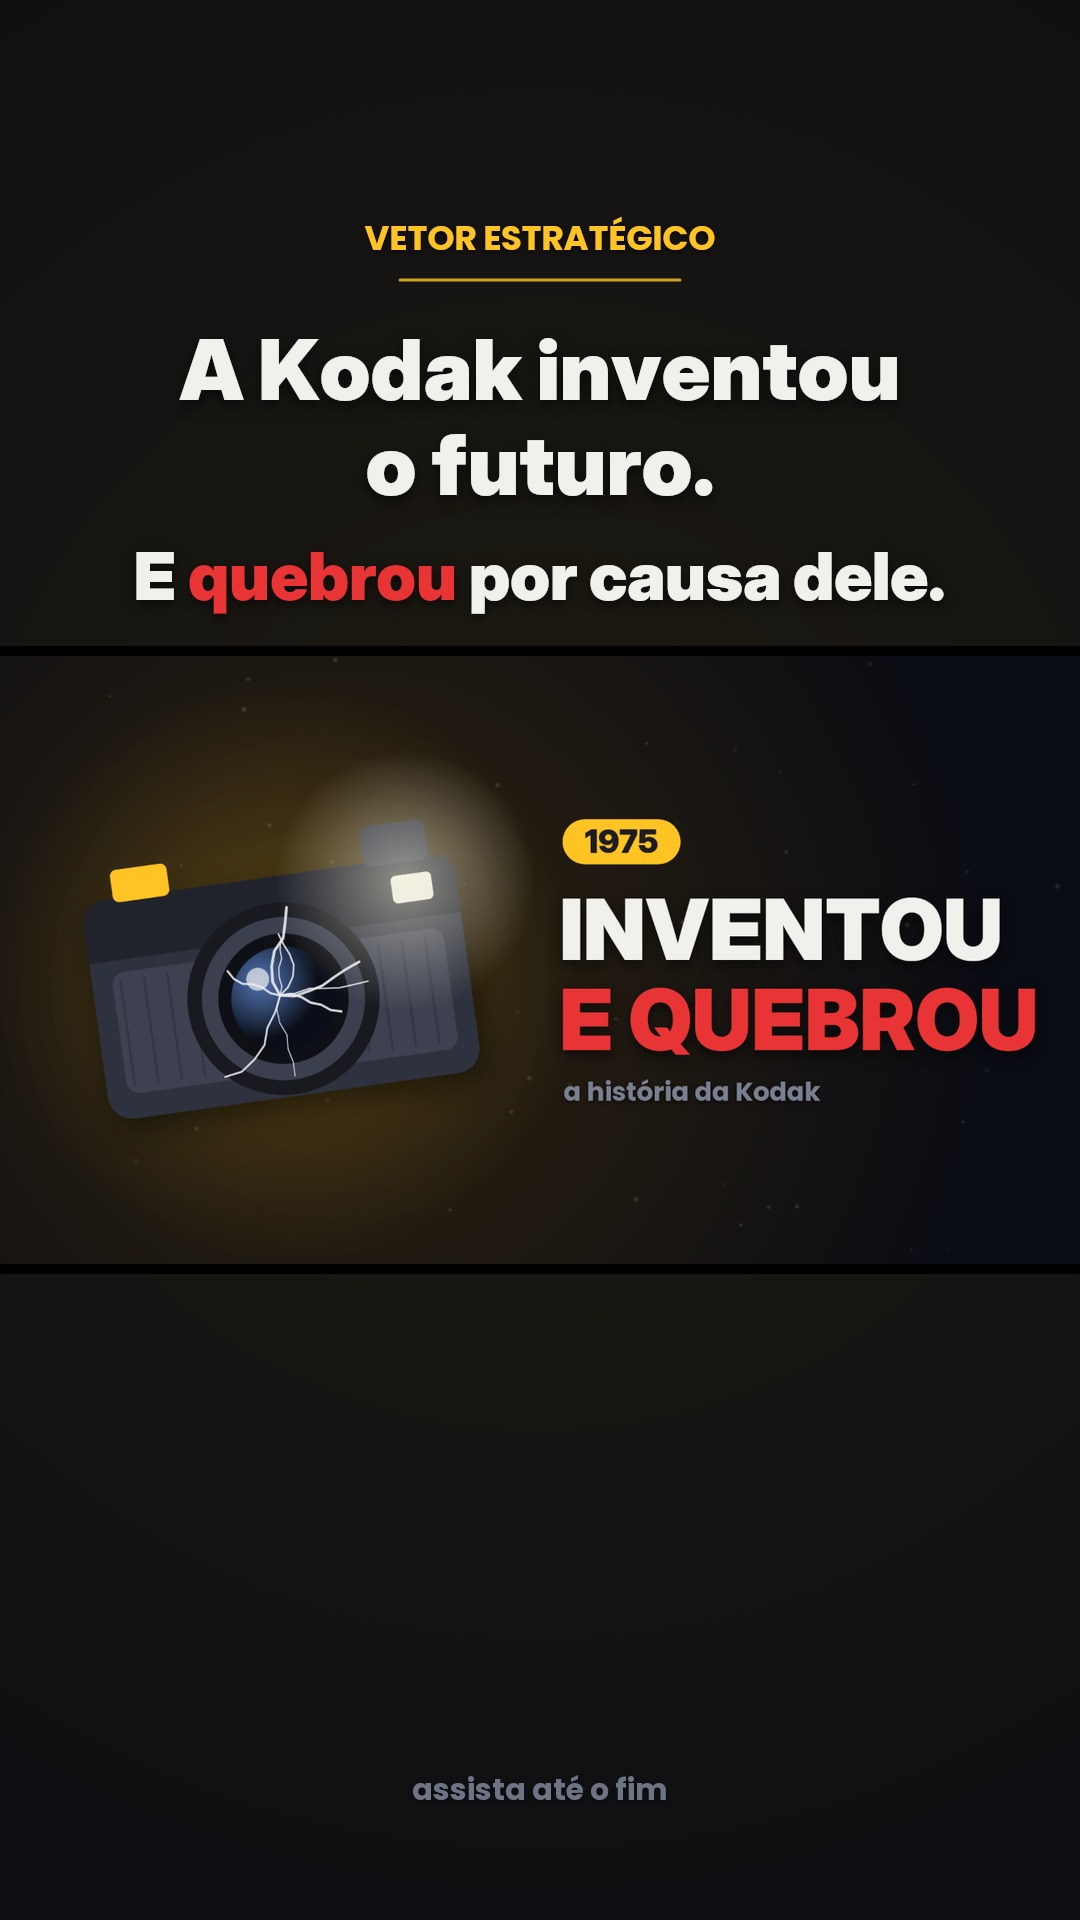 VETOR ESTRATÉGICO
A Kodak inventou
o futuro.
E quebrou por causa dele.
1975
INVENTOU
E QUEBROU
a história da Kodak
assista até o fim